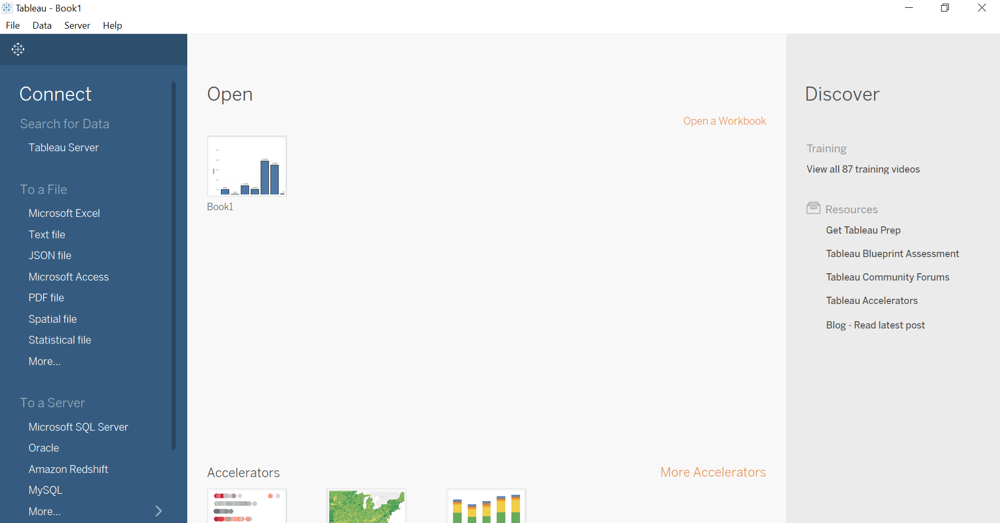 Tableau - Book1
File Data Server Help
Connect
Search for Data
Tableau Server
To a File
Microsoft Excel
Text file
JSON file
Microsoft Access
PDF file
Spatial file
Statistical file
More...
To a Server
Microsoft SQL Server
Oracle
Amazon Redshift
MySQL
More...
Open
Open a Workbook
Book1
Accelerators
More Accelerators
Discover
Training
View all 87 training videos
Resources
Get Tableau Prep
Tableau Blueprint Assessment
Tableau Community Forums
Tableau Accelerators
Blog - Read latest post